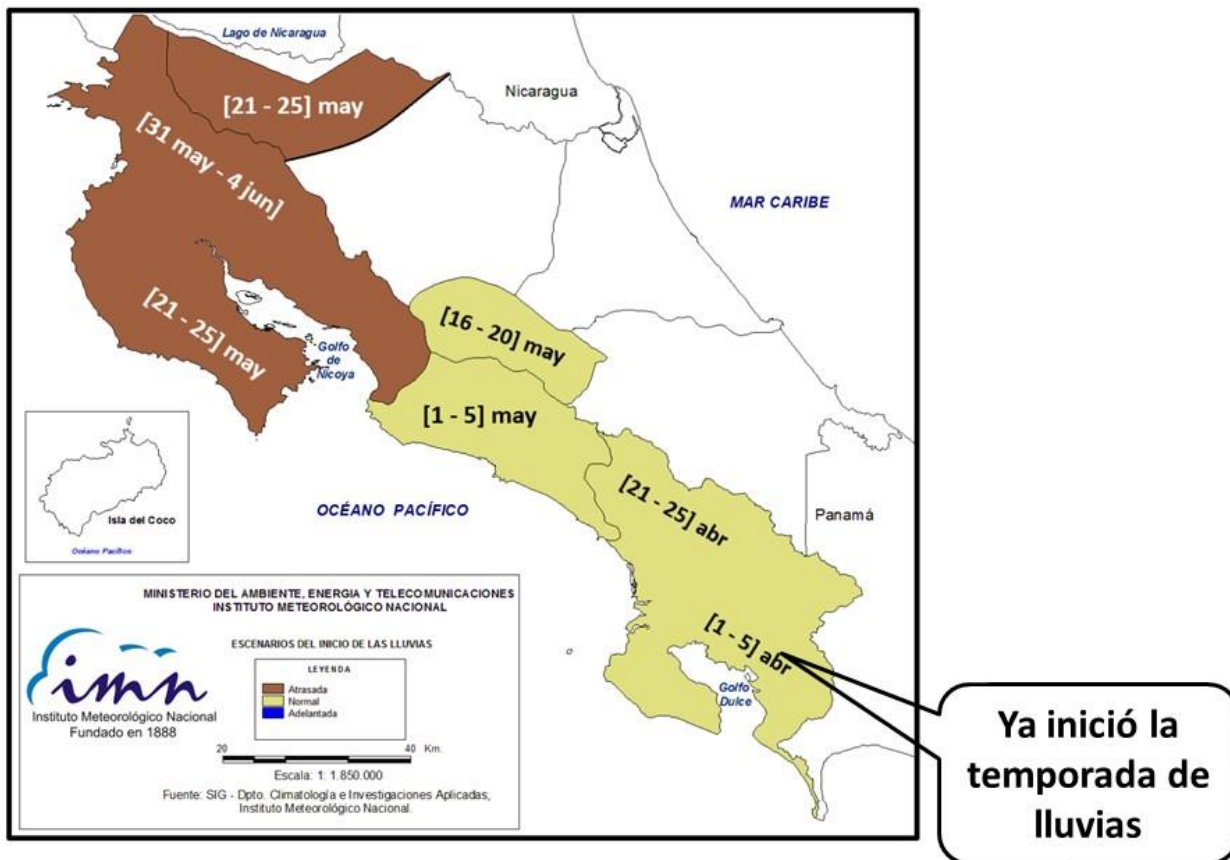 Lago de Nicaragua
[21 - 25] may
Nicaragua
[31 may - 4 jun]
MAR CARIBE
[21 - 25] may
Golfo
de
Nicoya
[16 - 20] may
[1 - 5] may
Isla del Coco
Océano Pacífico
OCÉANO PACÍFICO
[21 - 25] abr
Panamá
[1 - 5] abr
Golfo
Dulce
MINISTERIO DEL AMBIENTE, ENERGIA Y TELECOMUNICACIONES
INSTITUTO METEOROLÓGICO NACIONAL
ESCENARIOS DEL INICIO DE LAS LLUVIAS
LEYENDA
Atrasada
Normal
Adelantada
imn
Instituto Meteorológico Nacional
Fundado en 1888
20 40 Km.
Escala: 1: 1.850.000
Fuente: SIG - Dpto. Climatología e Investigaciones Aplicadas,
Instituto Meteorológico Nacional.
Ya inició la
temporada de
lluvias